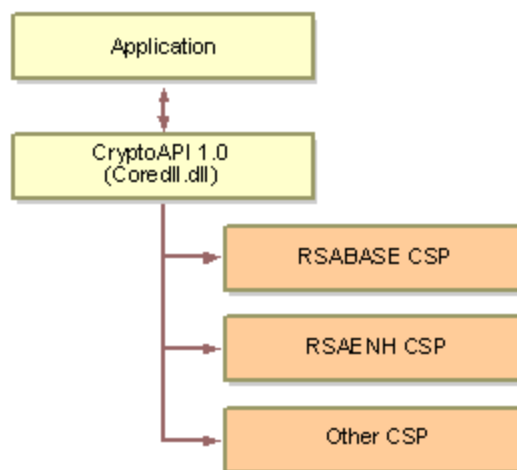 Application
CryptoAPI 1.0
(Coredll.dll)
RSABASE CSP
RSAENH CSP
Other CSP